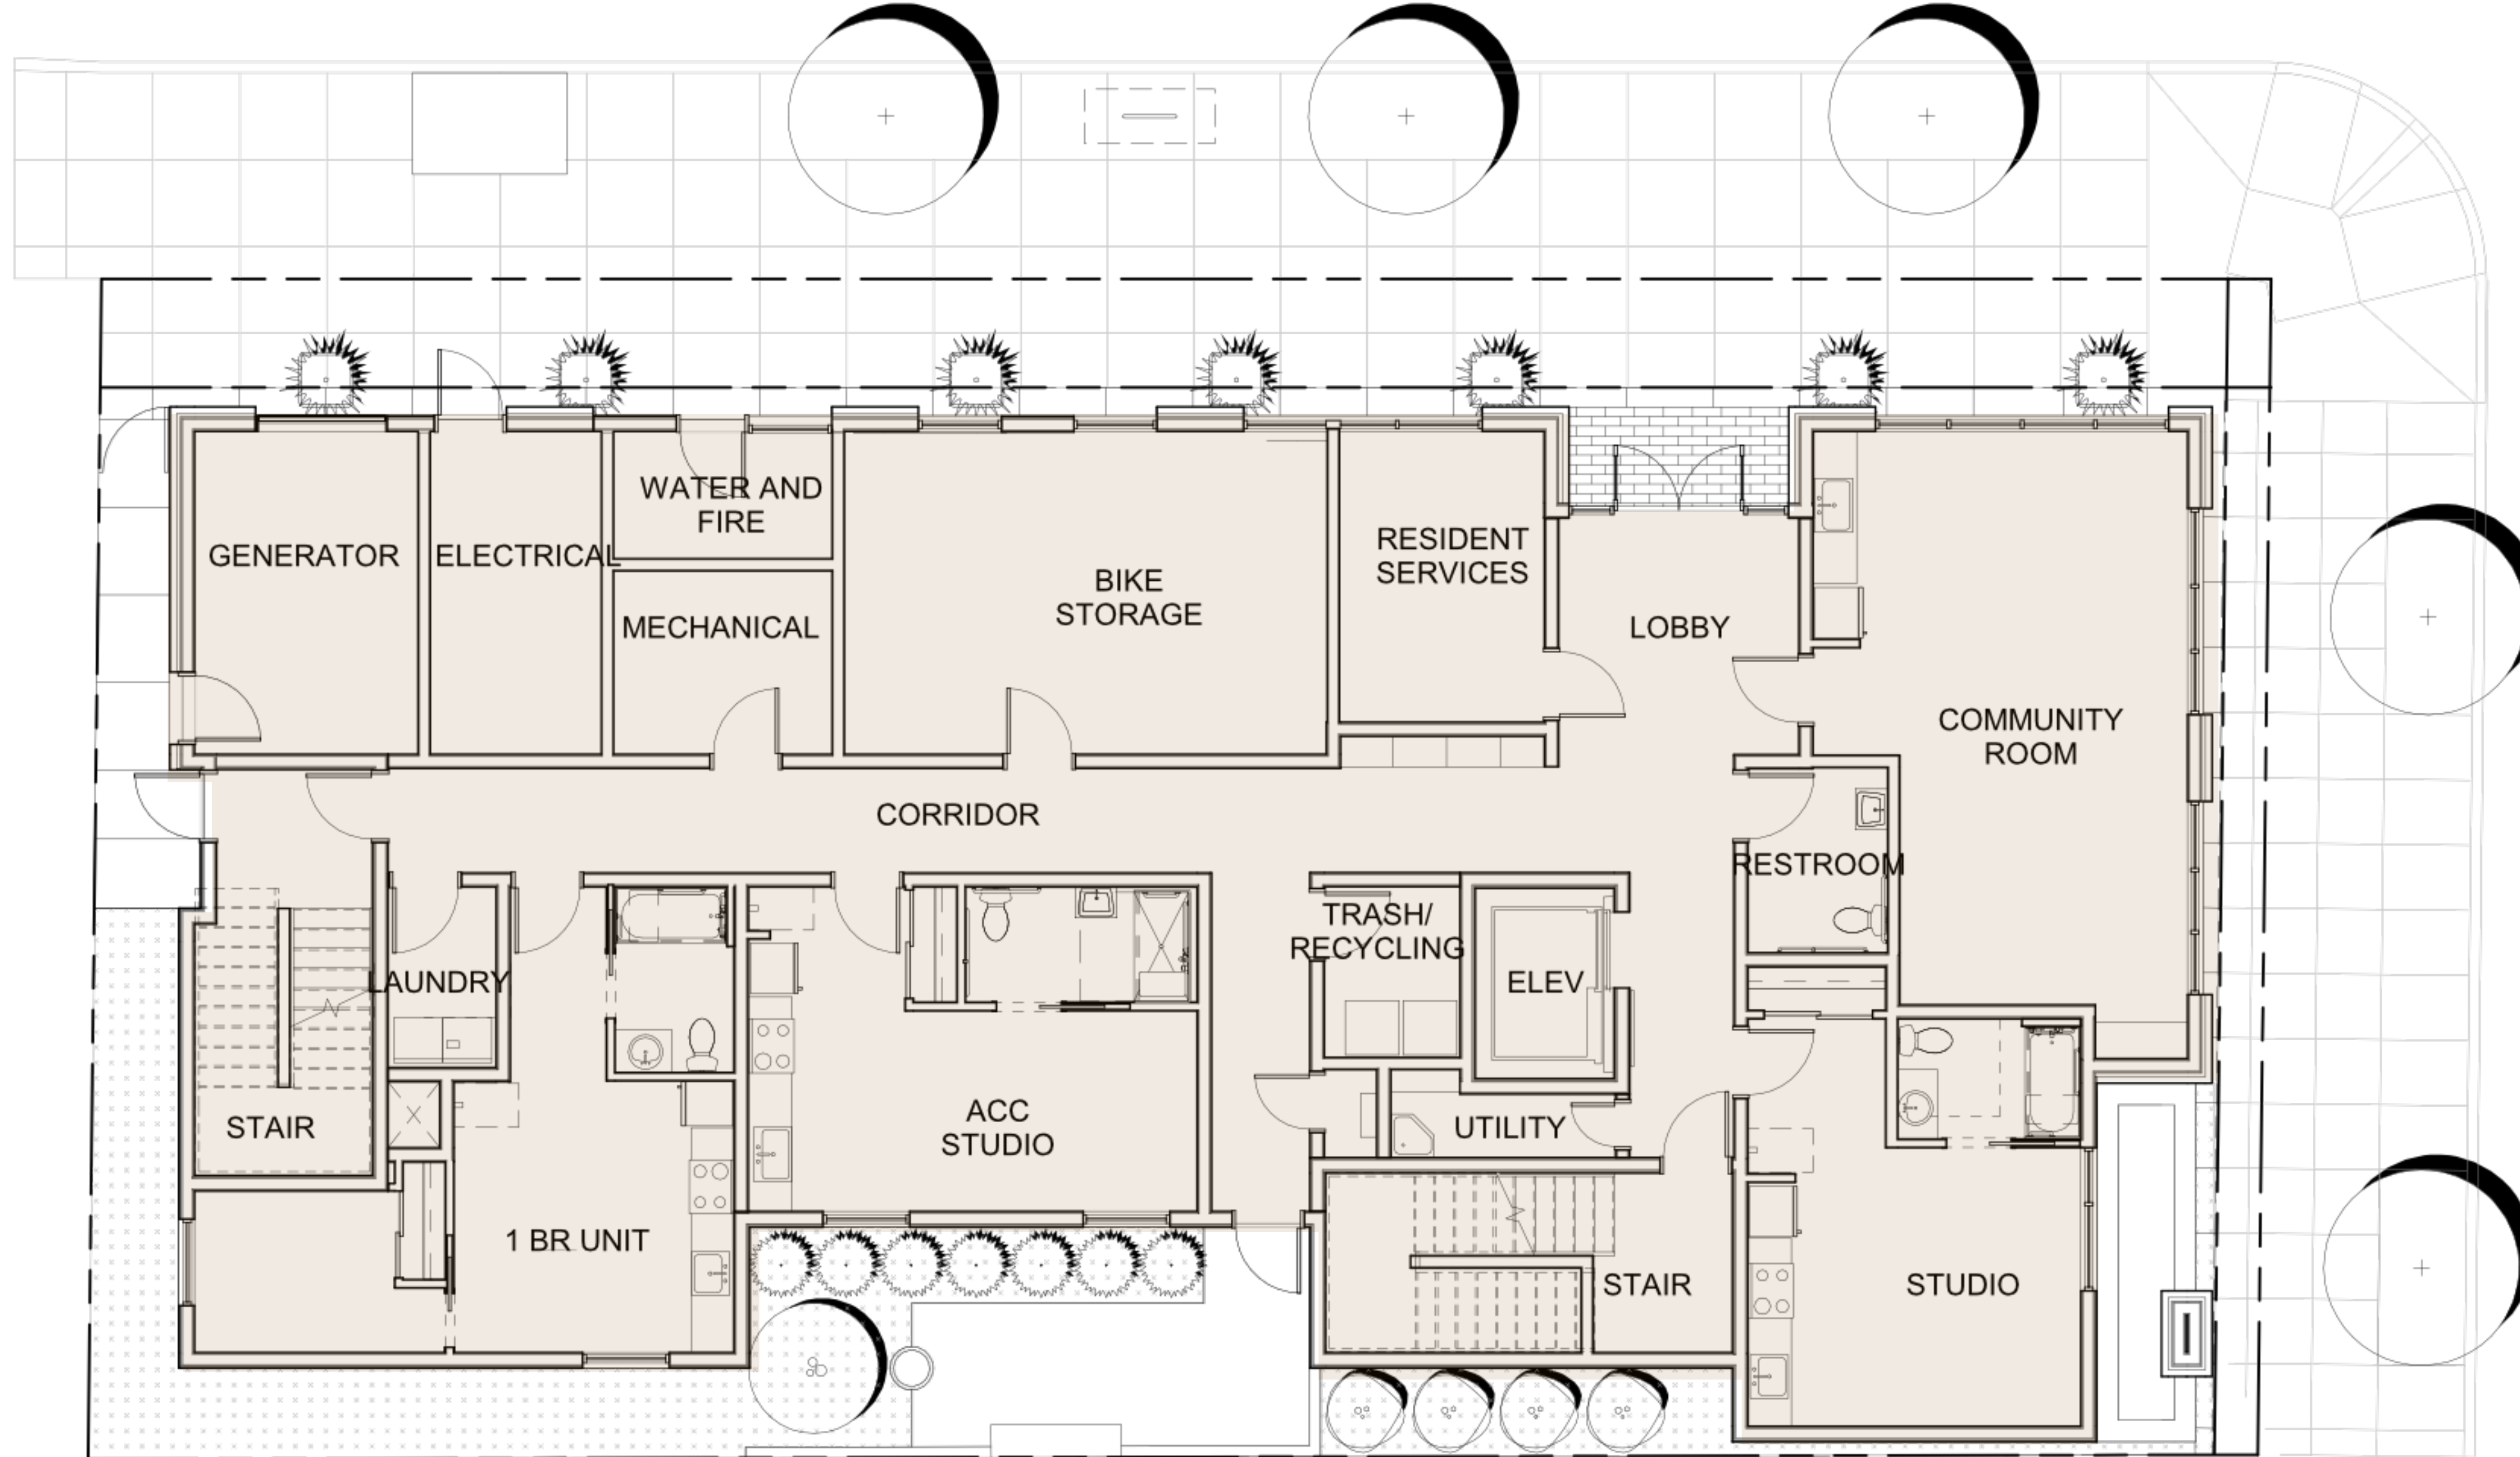 WATER AND
FIRE
GENERATOR
ELECTRICAL
MECHANICAL
BIKE
STORAGE
RESIDENT
SERVICES
LOBBY
COMMUNITY
ROOM
CORRIDOR
RESTROOM
TRASH/
RECYCLING
LAUNDRY
ELEV
STAIR
ACC
STUDIO
UTILITY
1 BR UNIT
STAIR
STUDIO